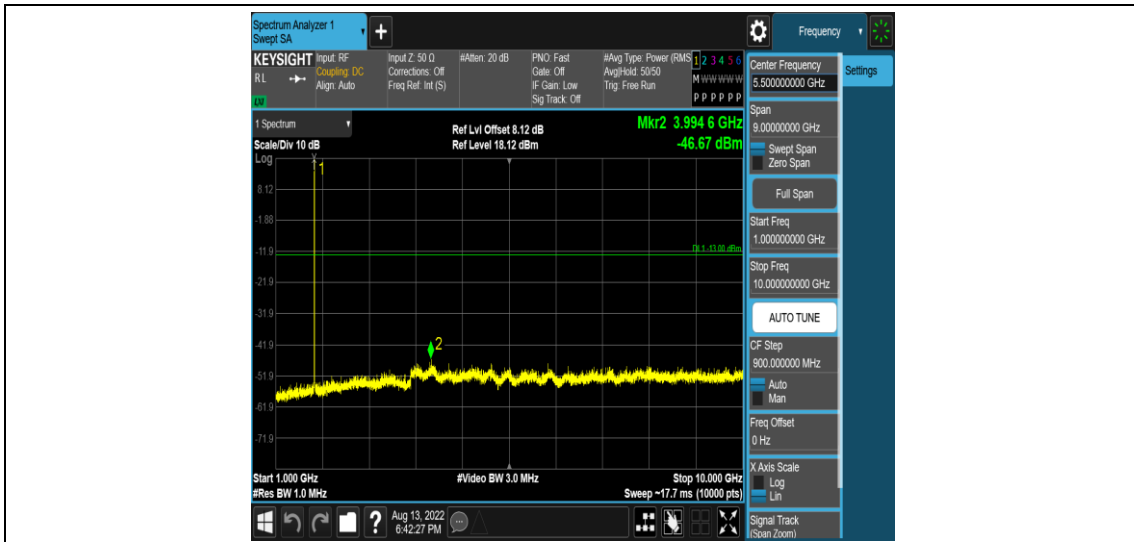 Spectrum Analyzer 1
Swept SA
+
Frequency
KEYSIGHT
RL
LXI
Input: RF
Coupling: DC
Align: Auto
Input Z: 50 Ω
Corrections: Off
Freq Ref: Int (S)
#Atten: 20 dB
PNO: Fast
Gate: Off
IF Gain: Low
Sig Track: Off
#Avg Type: Power (RMS
Avg|Hold: 50/50
Trig: Free Run
1 2 3 4 5 6
M W W W W W
P P P P P P
1 Spectrum
Scale/Div 10 dB
Log
Ref Lvl Offset 8.12 dB
Ref Level 18.12 dBm
Mkr2 3.994 6 GHz
-46.67 dBm
1
8.12
-1.88
-11.9
DL1 -13.00 dBm
-21.9
-31.9
-41.9
2
-51.9
-61.9
-71.9
Start 1.000 GHz
#Res BW 1.0 MHz
#Video BW 3.0 MHz
Stop 10.000 GHz
Sweep ~17.7 ms (10000 pts)
?
Aug 13, 2022
6:42:27 PM
Center Frequency
5.500000000 GHz
Settings
Span
9.00000000 GHz
Swept Span
Zero Span
Full Span
Start Freq
1.000000000 GHz
Stop Freq
10.000000000 GHz
AUTO TUNE
CF Step
900.000000 MHz
Auto
Man
Freq Offset
0 Hz
X Axis Scale
Log
Lin
Signal Track
(Span Zoom)